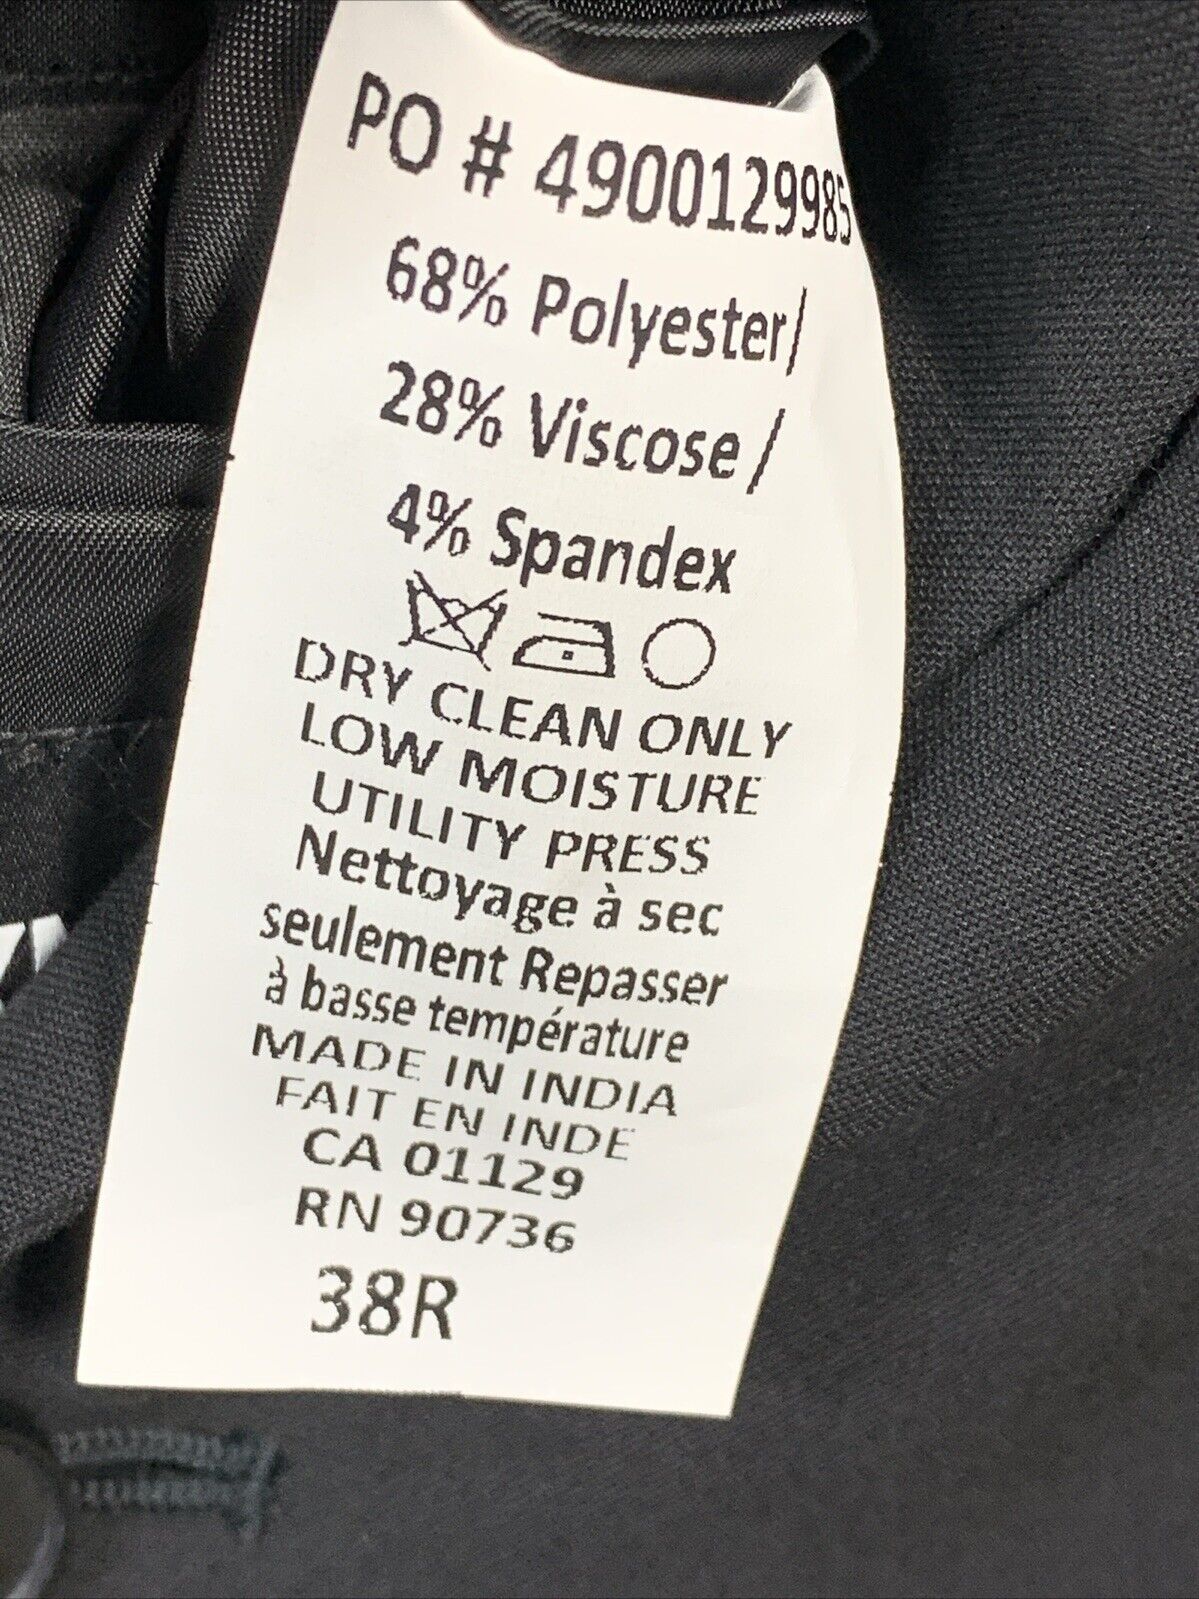 PO # 4900129985
68% Polyester/
28% Viscose /
4% Spandex
DRY CLEAN ONLY
LOW MOISTURE
UTILITY PRESS
Nettoyage à sec
seulement Repasser
à basse température
MADE IN INDIA
FAIT EN INDE
CA 01129
RN 90736
38R